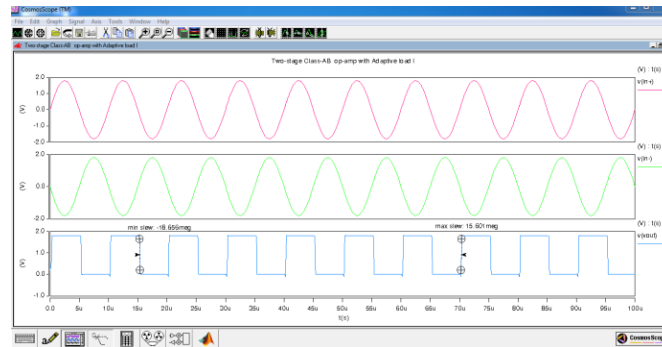 CosmosScope (TM)
File Edit Graph Signal Axis Tools Window Help
Two-stage Class-AB op-amp with Adaptive load I
Two-stage Class-AB op-amp with Adaptive load I
(V) : t(s)
v(in+)
2.0
1.0
0.0
-1.0
-2.0
(V)
(V) : t(s)
v(in-)
2.0
0.0
-2.0
(V)
(V) : t(s)
v(vout)
min slew: -18.656meg
max slew: 15.601meg
2.0
1.0
0.0
-1.0
(V)
0.0 5u 10u 15u 20u 25u 30u 35u 40u 45u 50u 55u 60u 65u 70u 75u 80u 85u 90u 95u 100u
t(s)
CosmosScope